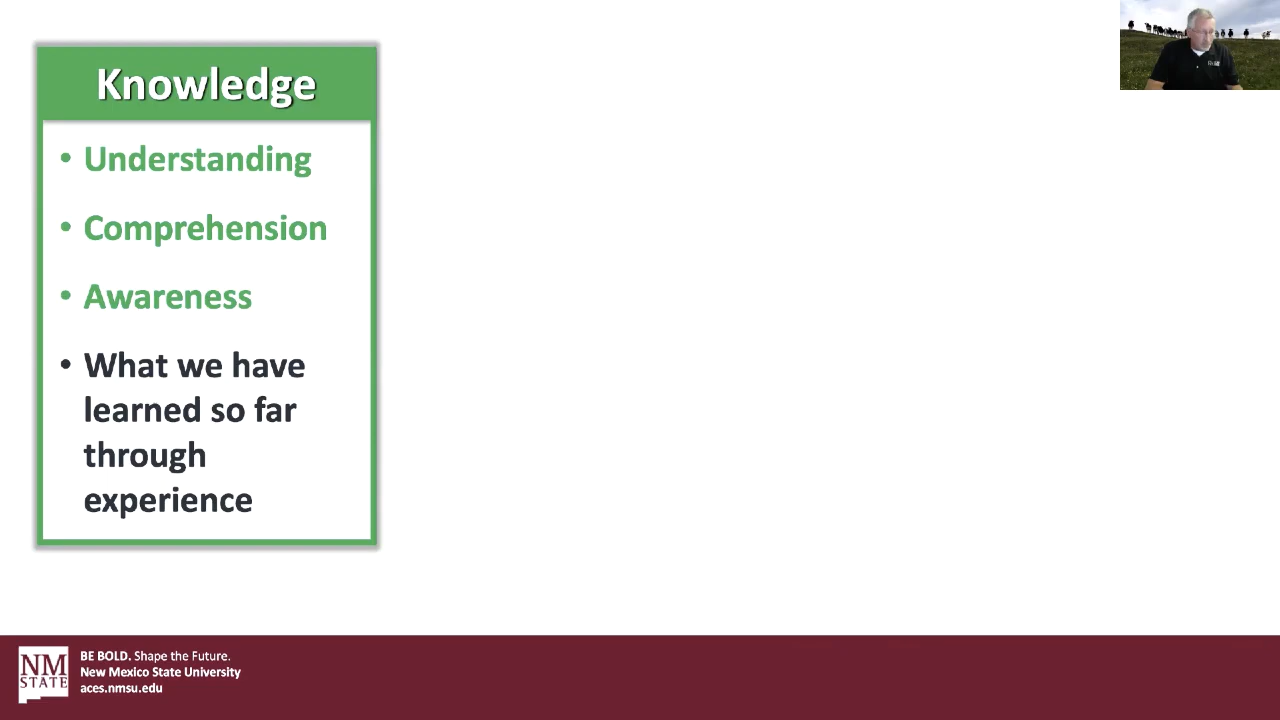 Knowledge
• Understanding
• Comprehension
• Awareness
• What we have
learned so far
through
experience
NM
STATE
BE BOLD. Shape the Future.
New Mexico State University
aces.nmsu.edu